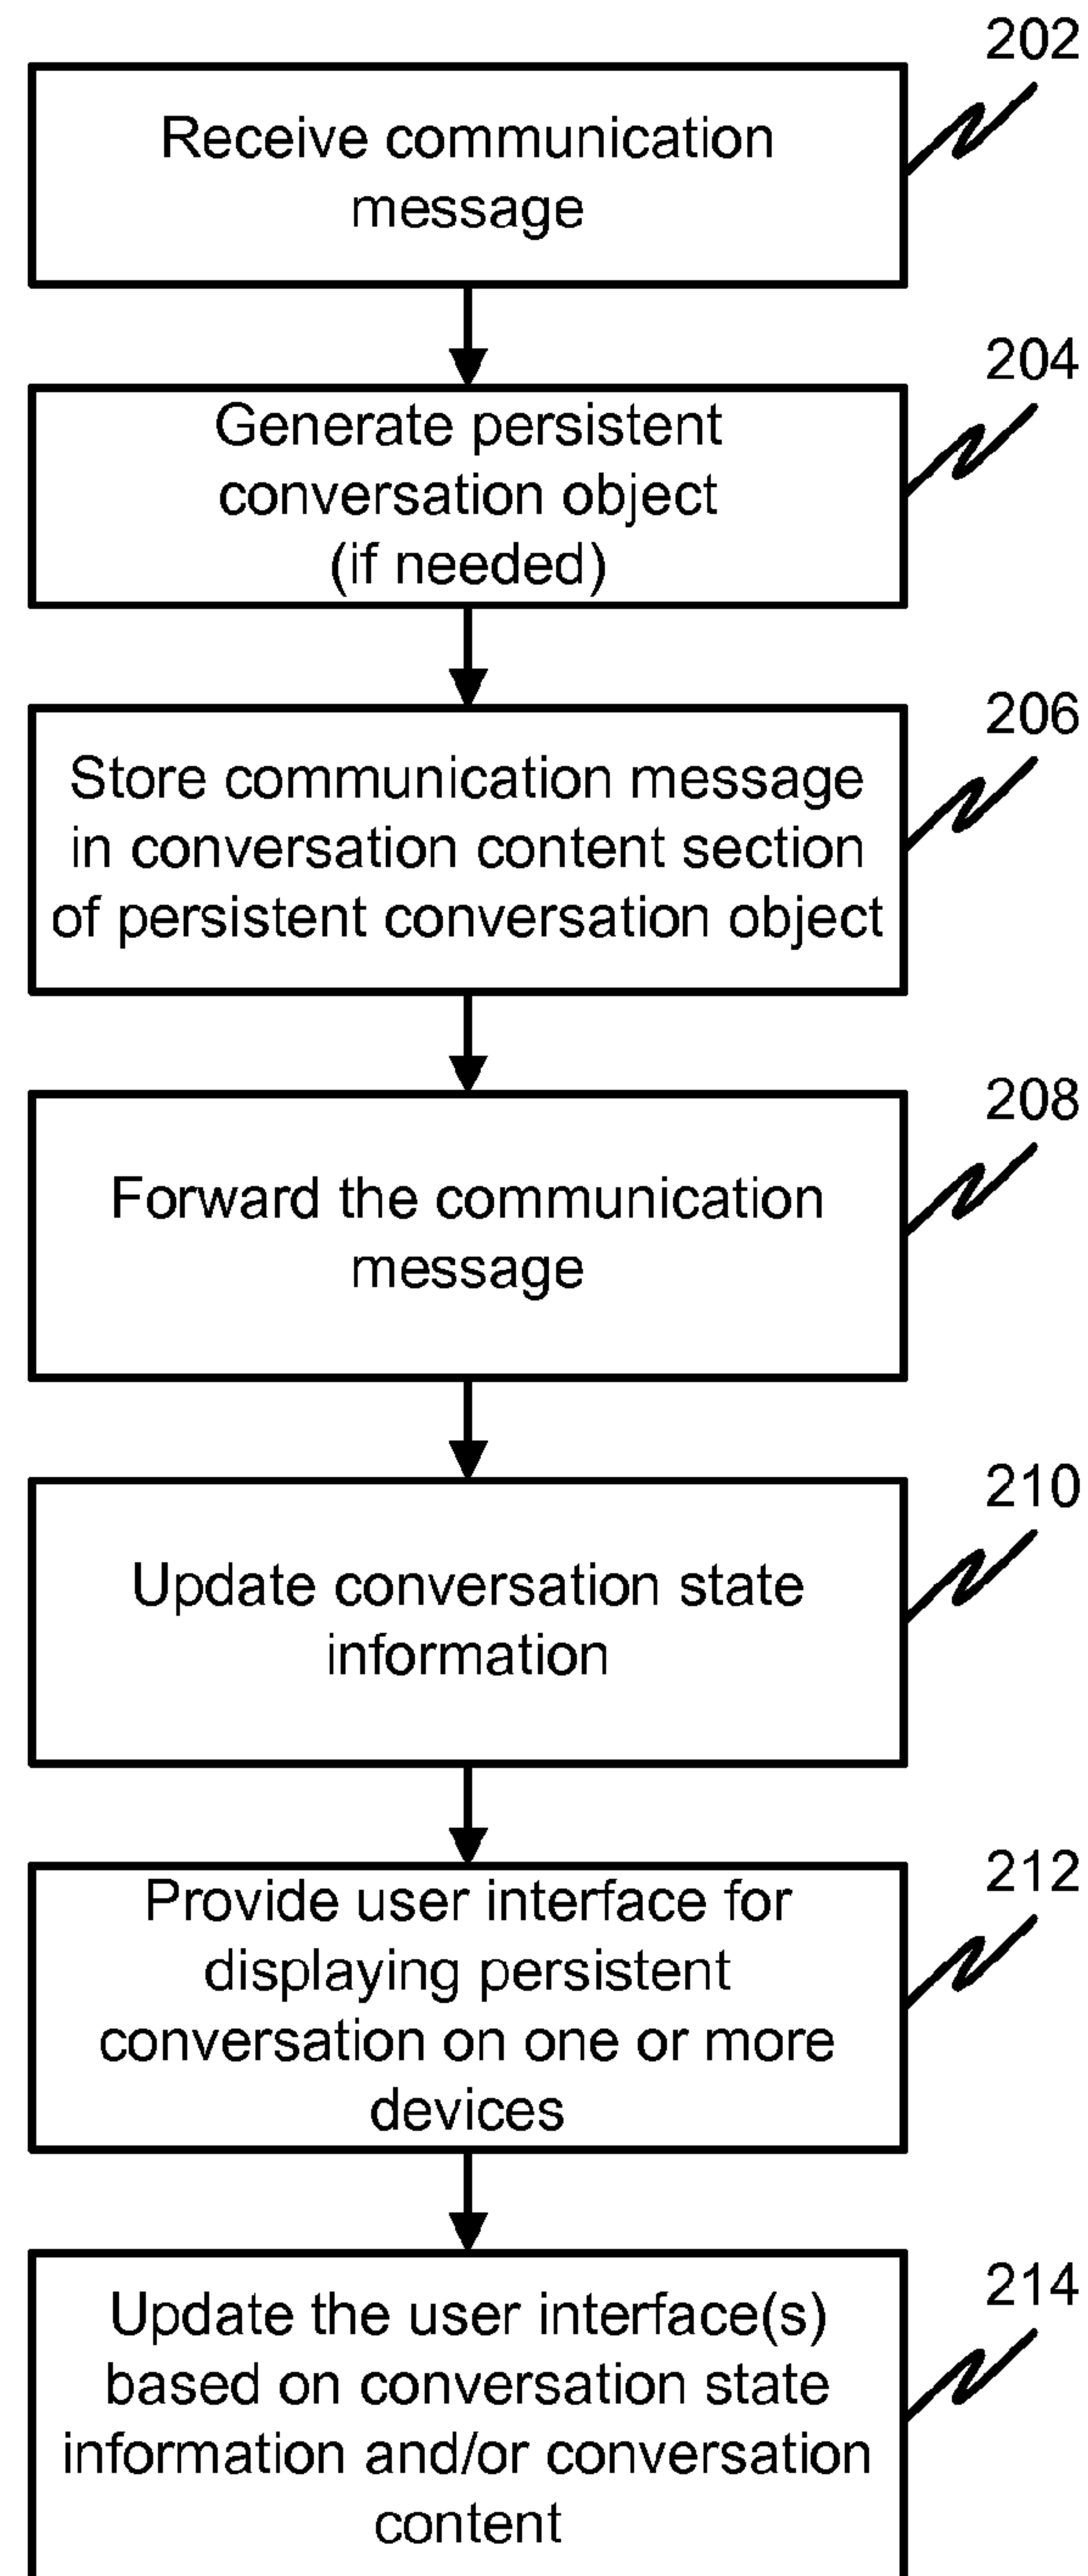 202
Receive communication
message
204
Generate persistent
conversation object
(if needed)
206
Store communication message
in conversation content section
of persistent conversation object
208
Forward the communication
message
210
Update conversation state
information
212
Provide user interface for
displaying persistent
conversation on one or more
devices
214
Update the user interface(s)
based on conversation state
information and/or conversation
content